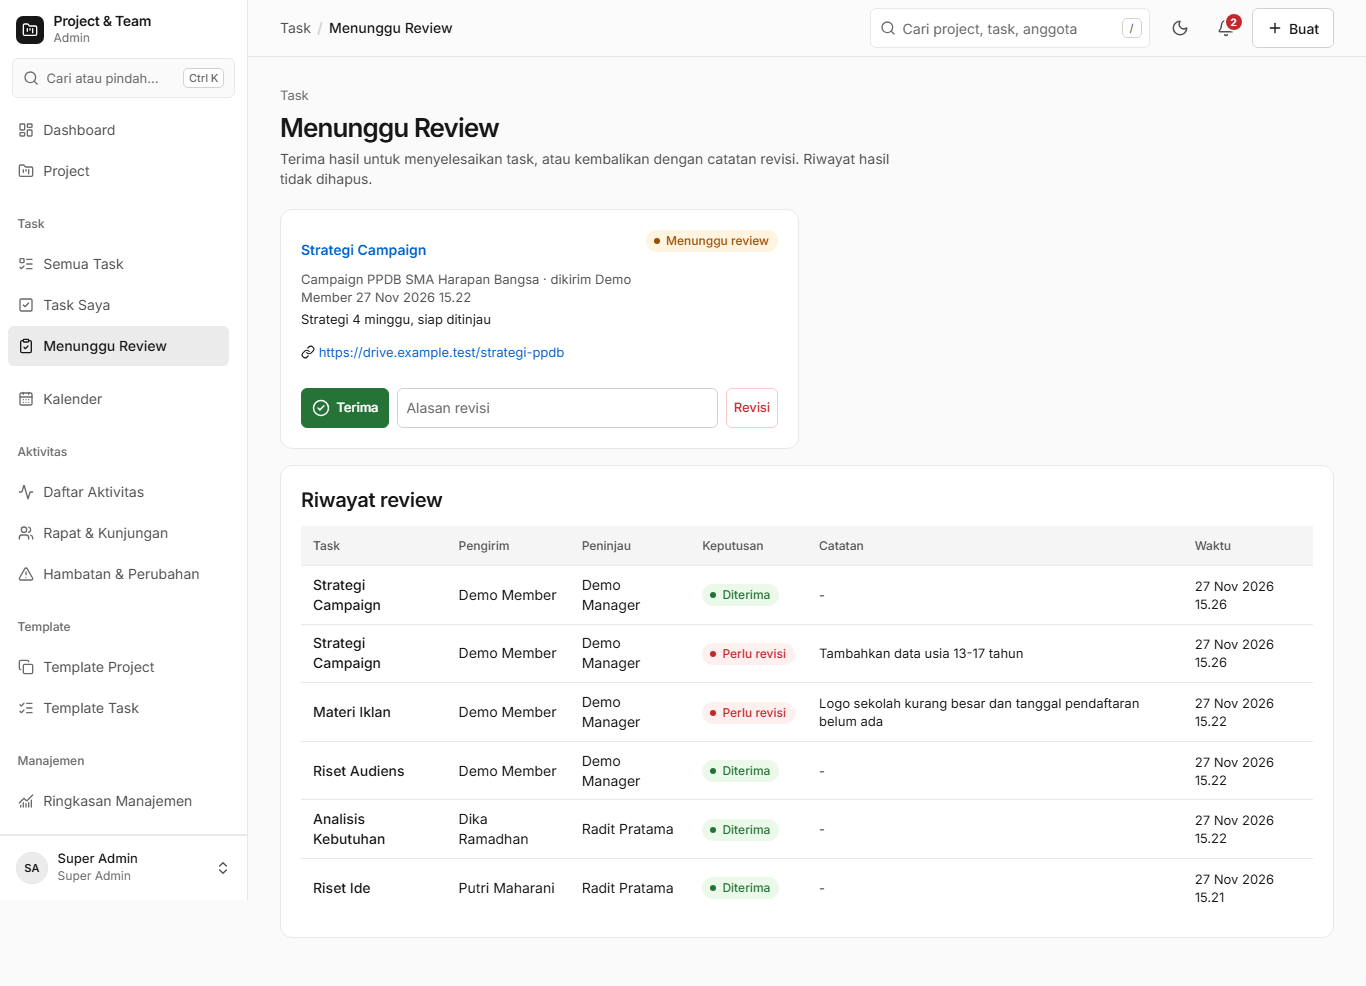 Project & Team
Admin
Cari atau pindah...
Ctrl K
Dashboard
Project
Task
Semua Task
Task Saya
Menunggu Review
Kalender
Aktivitas
Daftar Aktivitas
Rapat & Kunjungan
Hambatan & Perubahan
Template
Template Project
Template Task
Manajemen
Ringkasan Manajemen
SA
Super Admin
Super Admin
Task / Menunggu Review
Cari project, task, anggota
/
2
Buat
Task
Menunggu Review
Terima hasil untuk menyelesaikan task, atau kembalikan dengan catatan revisi. Riwayat hasil
tidak dihapus.
Strategi Campaign
Menunggu review
Campaign PPDB SMA Harapan Bangsa · dikirim Demo
Member 27 Nov 2026 15.22
Strategi 4 minggu, siap ditinjau
https://drive.example.test/strategi-ppdb
Terima
Alasan revisi
Revisi
Riwayat review
Task Pengirim Peninjau Keputusan Catatan Waktu
Strategi
Campaign
Demo Member
Demo
Manager
Diterima
-
27 Nov 2026
15.26
Strategi
Campaign
Demo Member
Demo
Manager
Perlu revisi
Tambahkan data usia 13-17 tahun
27 Nov 2026
15.26
Materi Iklan
Demo Member
Demo
Manager
Perlu revisi
Logo sekolah kurang besar dan tanggal pendaftaran
belum ada
27 Nov 2026
15.22
Riset Audiens
Demo Member
Demo
Manager
Diterima
-
27 Nov 2026
15.22
Analisis
Kebutuhan
Dika
Ramadhan
Radit Pratama
Diterima
-
27 Nov 2026
15.22
Riset Ide
Putri Maharani
Radit Pratama
Diterima
-
27 Nov 2026
15.21